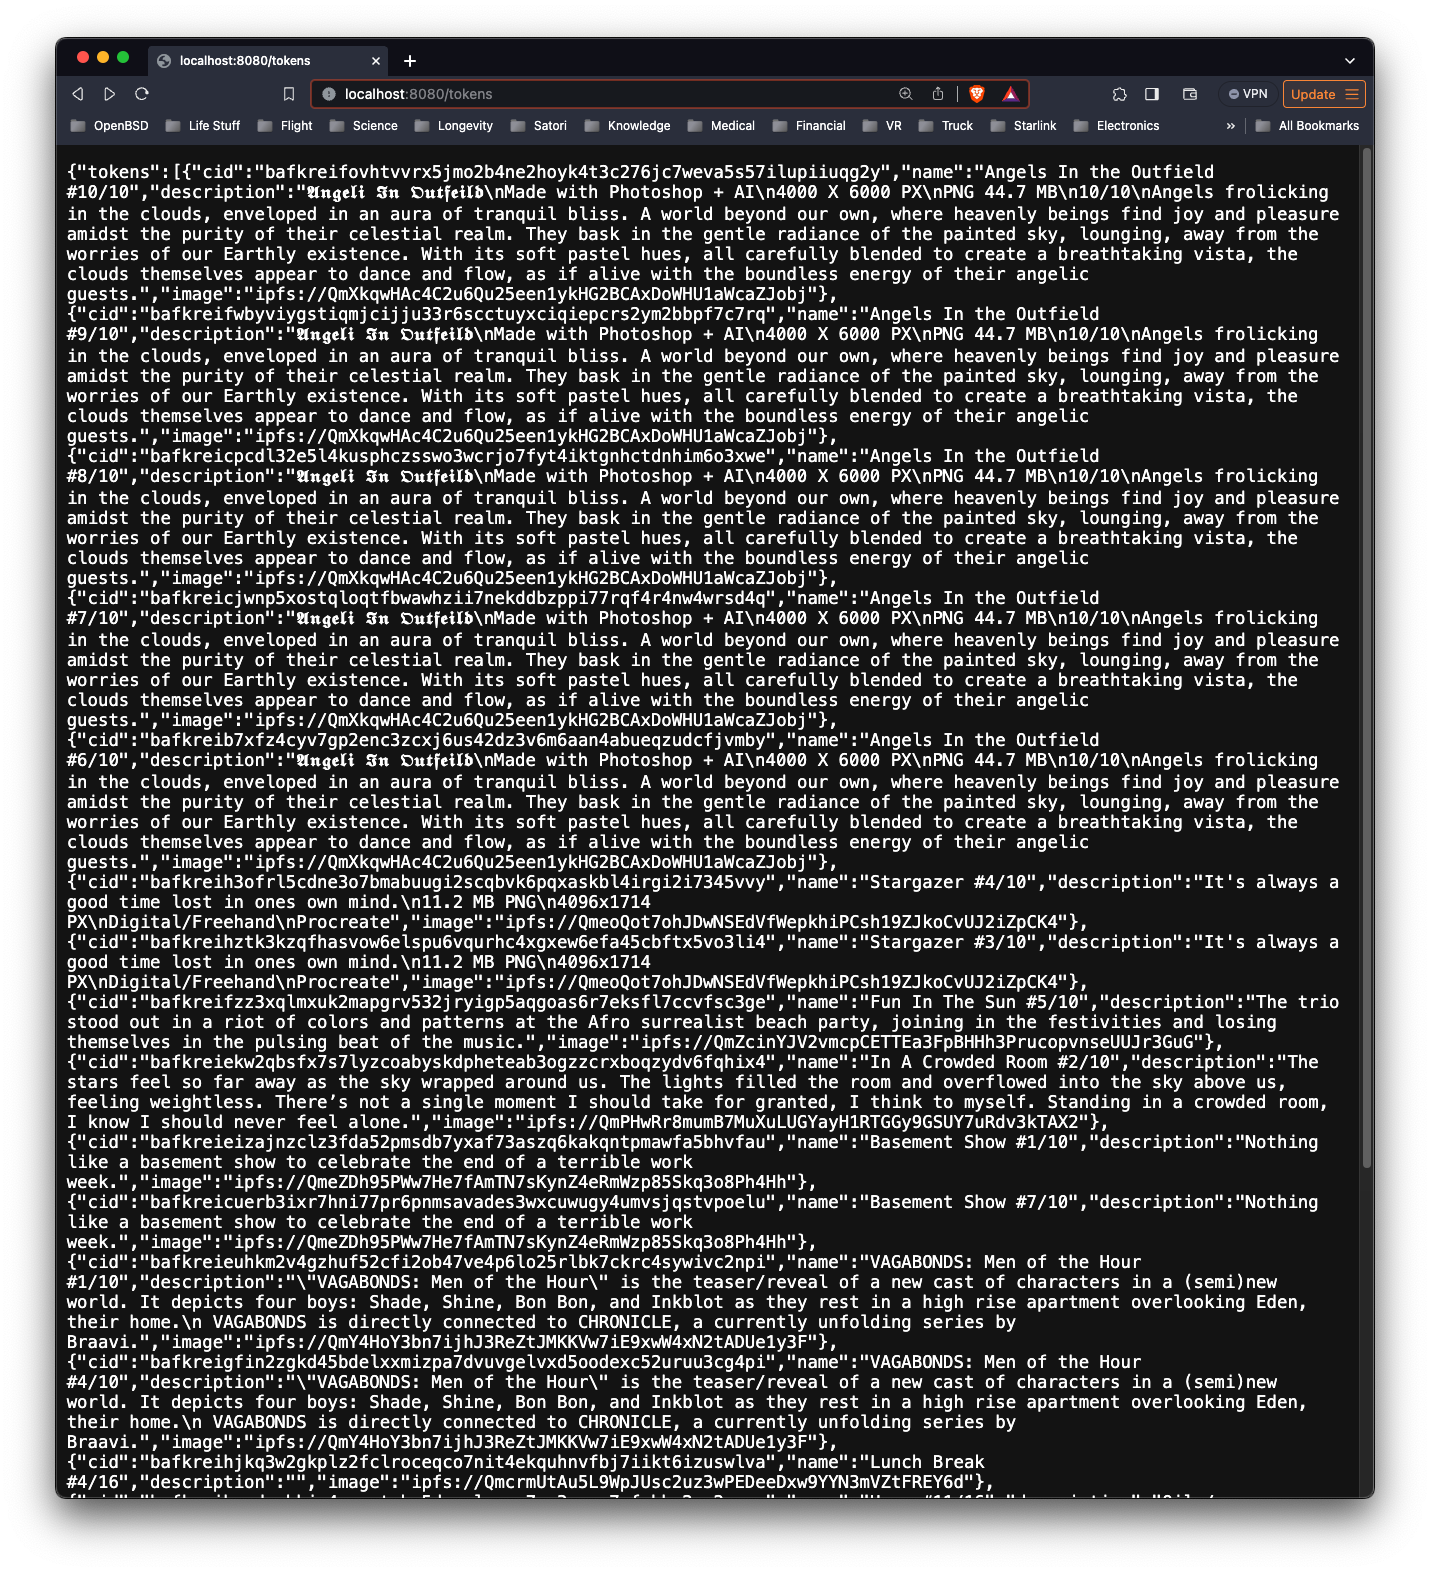 localhost:8080/tokens
localhost:8080/tokens
VPN
Update
OpenBSD Life Stuff Flight Science Longevity Satori Knowledge Medical Financial VR Truck Starlink Electronics » All Bookmarks
{"tokens":[{"cid":"bafkreifovhtvvrx5jmo2b4ne2hoyk4t3c276jc7weva5s57ilupiiuqg2y","name":"Angels In the Outfield
#10/10","description":"𝕬𝖓𝖌𝖊𝖑𝖎 𝕴𝖓 𝕺𝖚𝖙𝖋𝖊𝖎𝖑𝖉\nMade with Photoshop + AI\n4000 X 6000 PX\nPNG 44.7 MB\n10/10\nAngels frolicking
in the clouds, enveloped in an aura of tranquil bliss. A world beyond our own, where heavenly beings find joy and pleasure
amidst the purity of their celestial realm. They bask in the gentle radiance of the painted sky, lounging, away from the
worries of our Earthly existence. With its soft pastel hues, all carefully blended to create a breathtaking vista, the
clouds themselves appear to dance and flow, as if alive with the boundless energy of their angelic
guests.","image":"ipfs://QmXkqwHAc4C2u6Qu25een1ykHG2BCAxDoWHU1aWcaZJobj"},
{"cid":"bafkreifwbyviygstiqmjcijju33r6scctuyxciqiepcrs2ym2bbpf7c7rq","name":"Angels In the Outfield
#9/10","description":"𝕬𝖓𝖌𝖊𝖑𝖎 𝕴𝖓 𝕺𝖚𝖙𝖋𝖊𝖎𝖑𝖉\nMade with Photoshop + AI\n4000 X 6000 PX\nPNG 44.7 MB\n10/10\nAngels frolicking
in the clouds, enveloped in an aura of tranquil bliss. A world beyond our own, where heavenly beings find joy and pleasure
amidst the purity of their celestial realm. They bask in the gentle radiance of the painted sky, lounging, away from the
worries of our Earthly existence. With its soft pastel hues, all carefully blended to create a breathtaking vista, the
clouds themselves appear to dance and flow, as if alive with the boundless energy of their angelic
guests.","image":"ipfs://QmXkqwHAc4C2u6Qu25een1ykHG2BCAxDoWHU1aWcaZJobj"},
{"cid":"bafkreicpcdl32e5l4kusphczsswo3wcrjo7fyt4iktgnhctdnhim6o3xwe","name":"Angels In the Outfield
#8/10","description":"𝕬𝖓𝖌𝖊𝖑𝖎 𝕴𝖓 𝕺𝖚𝖙𝖋𝖊𝖎𝖑𝖉\nMade with Photoshop + AI\n4000 X 6000 PX\nPNG 44.7 MB\n10/10\nAngels frolicking
in the clouds, enveloped in an aura of tranquil bliss. A world beyond our own, where heavenly beings find joy and pleasure
amidst the purity of their celestial realm. They bask in the gentle radiance of the painted sky, lounging, away from the
worries of our Earthly existence. With its soft pastel hues, all carefully blended to create a breathtaking vista, the
clouds themselves appear to dance and flow, as if alive with the boundless energy of their angelic
guests.","image":"ipfs://QmXkqwHAc4C2u6Qu25een1ykHG2BCAxDoWHU1aWcaZJobj"},
{"cid":"bafkreicjwnp5xostqloqtfbwawhzii7nekddbzppi77rqf4r4nw4wrsd4q","name":"Angels In the Outfield
#7/10","description":"𝕬𝖓𝖌𝖊𝖑𝖎 𝕴𝖓 𝕺𝖚𝖙𝖋𝖊𝖎𝖑𝖉\nMade with Photoshop + AI\n4000 X 6000 PX\nPNG 44.7 MB\n10/10\nAngels frolicking
in the clouds, enveloped in an aura of tranquil bliss. A world beyond our own, where heavenly beings find joy and pleasure
amidst the purity of their celestial realm. They bask in the gentle radiance of the painted sky, lounging, away from the
worries of our Earthly existence. With its soft pastel hues, all carefully blended to create a breathtaking vista, the
clouds themselves appear to dance and flow, as if alive with the boundless energy of their angelic
guests.","image":"ipfs://QmXkqwHAc4C2u6Qu25een1ykHG2BCAxDoWHU1aWcaZJobj"},
{"cid":"bafkreib7xfz4cyv7gp2enc3zcxj6us42dz3v6m6aan4abueqzudcfjvmby","name":"Angels In the Outfield
#6/10","description":"𝕬𝖓𝖌𝖊𝖑𝖎 𝕴𝖓 𝕺𝖚𝖙𝖋𝖊𝖎𝖑𝖉\nMade with Photoshop + AI\n4000 X 6000 PX\nPNG 44.7 MB\n10/10\nAngels frolicking
in the clouds, enveloped in an aura of tranquil bliss. A world beyond our own, where heavenly beings find joy and pleasure
amidst the purity of their celestial realm. They bask in the gentle radiance of the painted sky, lounging, away from the
worries of our Earthly existence. With its soft pastel hues, all carefully blended to create a breathtaking vista, the
clouds themselves appear to dance and flow, as if alive with the boundless energy of their angelic
guests.","image":"ipfs://QmXkqwHAc4C2u6Qu25een1ykHG2BCAxDoWHU1aWcaZJobj"},
{"cid":"bafkreih3ofrl5cdne3o7bmabuugi2scqbvk6pqxaskbl4irgi2i7345vvy","name":"Stargazer #4/10","description":"It's always a
good time lost in ones own mind.\n11.2 MB PNG\n4096x1714
PX\nDigital/Freehand\nProcreate","image":"ipfs://QmeoQot7ohJDwNSEdVfWepkhiPCsh19ZJkoCvUJ2iZpCK4"},
{"cid":"bafkreihztk3kzqfhasvow6elspu6vqurhc4xgxew6efa45cbftx5vo3li4","name":"Stargazer #3/10","description":"It's always a
good time lost in ones own mind.\n11.2 MB PNG\n4096x1714
PX\nDigital/Freehand\nProcreate","image":"ipfs://QmeoQot7ohJDwNSEdVfWepkhiPCsh19ZJkoCvUJ2iZpCK4"},
{"cid":"bafkreifzz3xqlmxuk2mapgrv532jryigp5aqgoas6r7eksfl7ccvfsc3ge","name":"Fun In The Sun #5/10","description":"The trio
stood out in a riot of colors and patterns at the Afro surrealist beach party, joining in the festivities and losing
themselves in the pulsing beat of the music.","image":"ipfs://QmZcinYJV2vmcpCETTEa3FpBHHh3PrucopvnseUUJr3GuG"},
{"cid":"bafkreiekw2qbsfx7s7lyzcoabyskdpheteab3ogzzcrxboqzydv6fqhix4","name":"In A Crowded Room #2/10","description":"The
stars feel so far away as the sky wrapped around us. The lights filled the room and overflowed into the sky above us,
feeling weightless. There’s not a single moment I should take for granted, I think to myself. Standing in a crowded room,
I know I should never feel alone.","image":"ipfs://QmPHwRr8mumB7MuXuLUGYayH1RTGGy9GSUY7uRdv3kTAX2"},
{"cid":"bafkreieizajnzclz3fda52pmsdb7yxaf73aszq6kakqntpmawfa5bhvfau","name":"Basement Show #1/10","description":"Nothing
like a basement show to celebrate the end of a terrible work
week.","image":"ipfs://QmeZDh95PWw7He7fAmTN7sKynZ4eRmWzp85Skq3o8Ph4Hh"},
{"cid":"bafkreicuerb3ixr7hni77pr6pnmsavades3wxcuwugy4umvsjqstvpoelu","name":"Basement Show #7/10","description":"Nothing
like a basement show to celebrate the end of a terrible work
week.","image":"ipfs://QmeZDh95PWw7He7fAmTN7sKynZ4eRmWzp85Skq3o8Ph4Hh"},
{"cid":"bafkreieuhkm2v4gzhuf52cfi2ob47ve4p6lo25rlbk7ckrc4sywivc2npi","name":"VAGABONDS: Men of the Hour
#1/10","description":"\"VAGABONDS: Men of the Hour\" is the teaser/reveal of a new cast of characters in a (semi)new
world. It depicts four boys: Shade, Shine, Bon Bon, and Inkblot as they rest in a high rise apartment overlooking Eden,
their home.\n VAGABONDS is directly connected to CHRONICLE, a currently unfolding series by
Braavi.","image":"ipfs://QmY4HoY3bn7ijhJ3ReZtJMKKVw7iE9xwW4xN2tADUe1y3F"},
{"cid":"bafkreigfin2zgkd45bdelxxmizpa7dvuvgelvxd5oodexc52uruu3cg4pi","name":"VAGABONDS: Men of the Hour
#4/10","description":"\"VAGABONDS: Men of the Hour\" is the teaser/reveal of a new cast of characters in a (semi)new
world. It depicts four boys: Shade, Shine, Bon Bon, and Inkblot as they rest in a high rise apartment overlooking Eden,
their home.\n VAGABONDS is directly connected to CHRONICLE, a currently unfolding series by
Braavi.","image":"ipfs://QmY4HoY3bn7ijhJ3ReZtJMKKVw7iE9xwW4xN2tADUe1y3F"},
{"cid":"bafkreihjkq3w2gkplz2fclroceqco7nit4ekquhnvfbj7iikt6izuswlva","name":"Lunch Break
#4/16","description":"","image":"ipfs://QmcrmUtAu5L9WpJUsc2uz3wPEDeeDxw9YYN3mVZtFREY6d"},